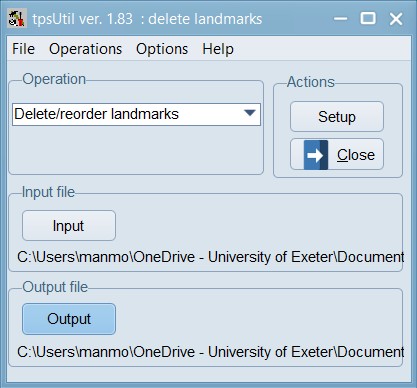 tpsUtil ver. 1.83 : delete landmarks
File Operations Options Help
Operation
Delete/reorder landmarks
Actions
Setup
Close
Input file
Input
C:\Users\manmo\OneDrive - University of Exeter\Document
Output file
Output
C:\Users\manmo\OneDrive - University of Exeter\Document